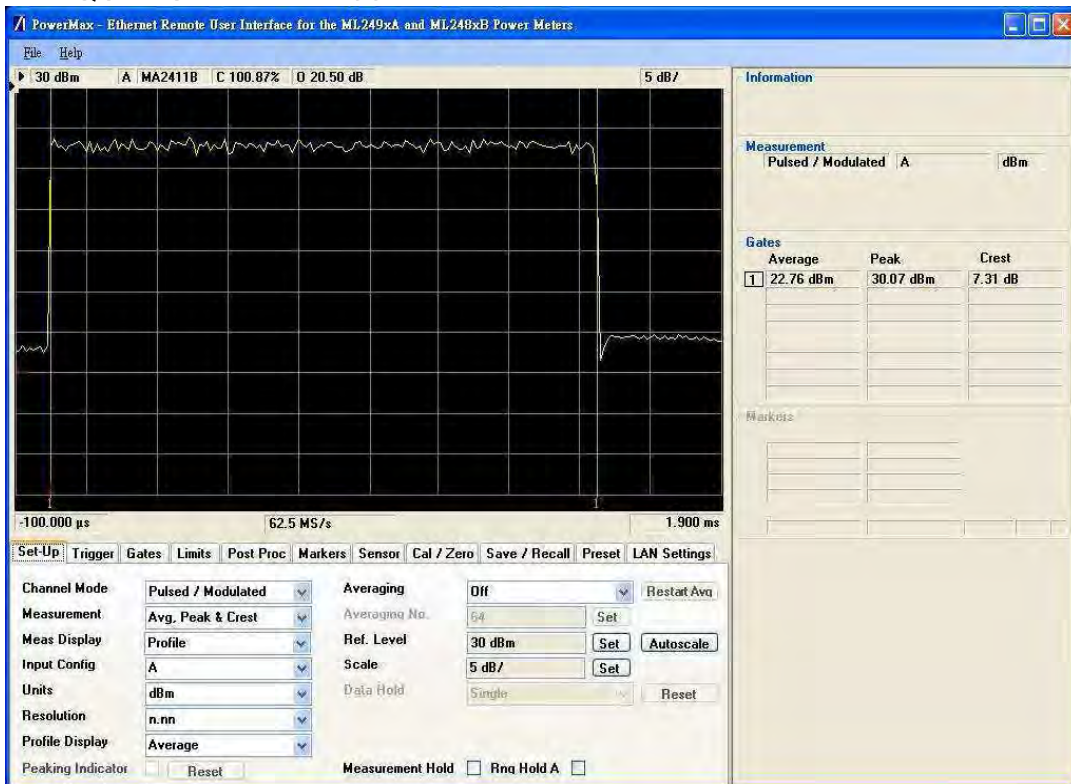 PowerMax - Ethernet Remote User Interface for the ML249xA and ML248xB Power Meters
File Help
30 dBm A MA2411B C 100.87% O 20.50 dB 5 dB/
1 1'
-100.000 µs 62.5 MS/s 1.900 ms
Information
Measurement
Pulsed / Modulated A dBm
Gates
Average Peak Crest
1 22.76 dBm 30.07 dBm 7.31 dB
Markers
Set-Up Trigger Gates Limits Post Proc Markers Sensor Cal / Zero Save / Recall Preset LAN Settings
Channel Mode Pulsed / Modulated Averaging Off Restart Avg
Measurement Avg, Peak & Crest Averaging No. 64 Set
Meas Display Profile Ref. Level 30 dBm Set Autoscale
Input Config A Scale 5 dB/ Set
Units dBm Data Hold Single Reset
Resolution n.nn
Profile Display Average
Peaking Indicator Reset Measurement Hold Rng Hold A